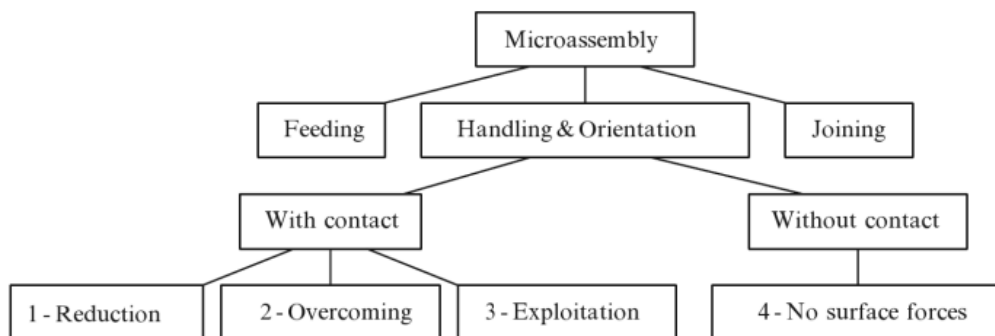 Microassembly
Feeding
Handling & Orientation
Joining
With contact
Without contact
1 - Reduction
2 - Overcoming
3 - Exploitation
4 - No surface forces